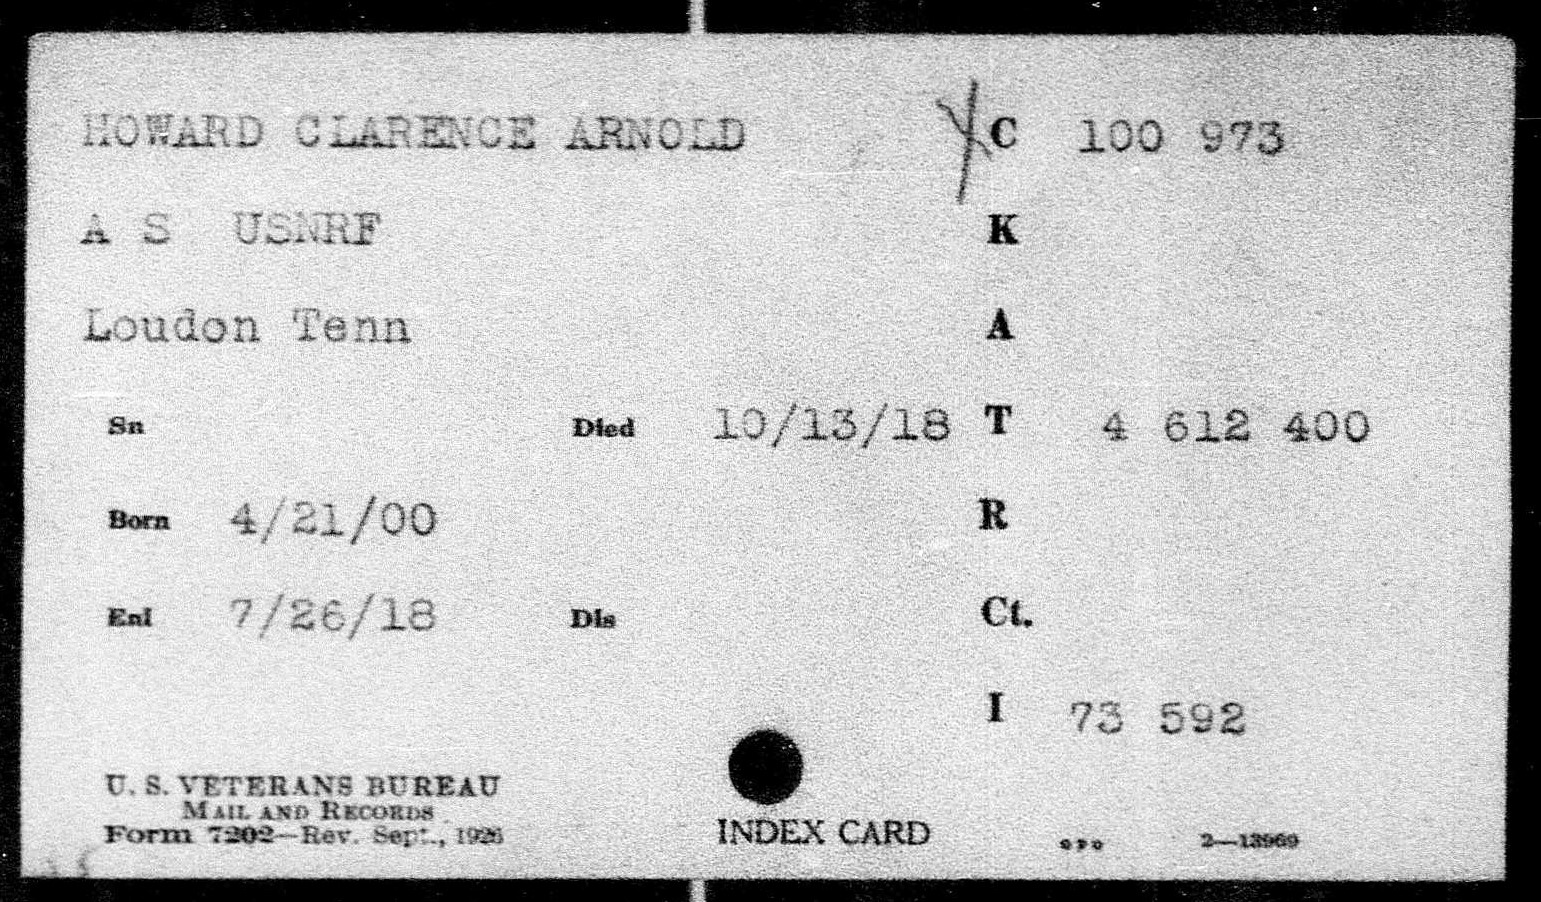 HOWARD CLARENCE ARNOLD C 100 973
A S USNRF K
Loudon Tenn A
Sn Died 10/13/18 T 4 612 400
Born 4/21/00 R
Enl 7/26/18 Dis Ct.
I 73 592
U. S. VETERANS BUREAU
MAIL AND RECORDS
Form 7202—Rev. Sept., 1926
INDEX CARD 2—13969